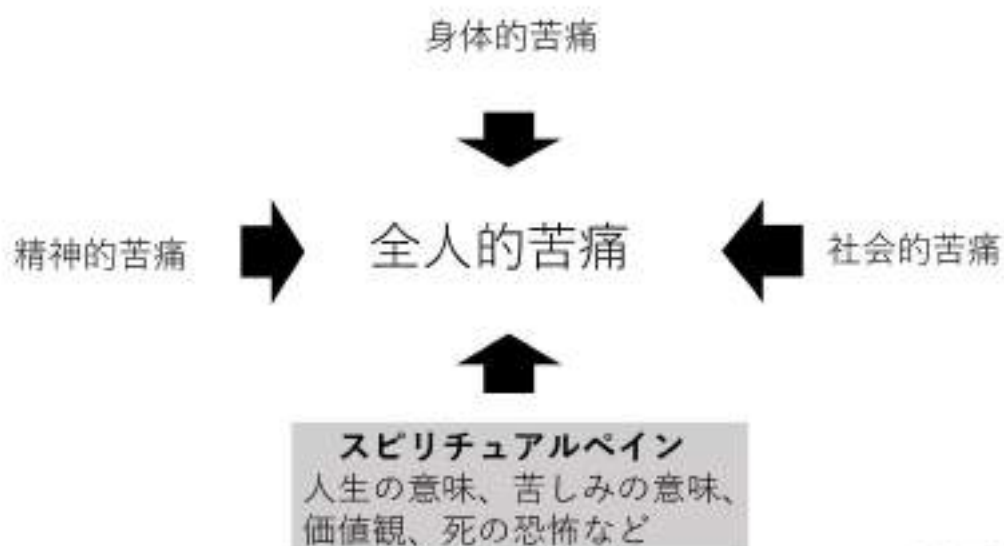 身体的苦痛
精神的苦痛
全人的苦痛
社会的苦痛
スピリチュアルペイン
人生の意味、苦しみの意味、
価値観、死の恐怖など